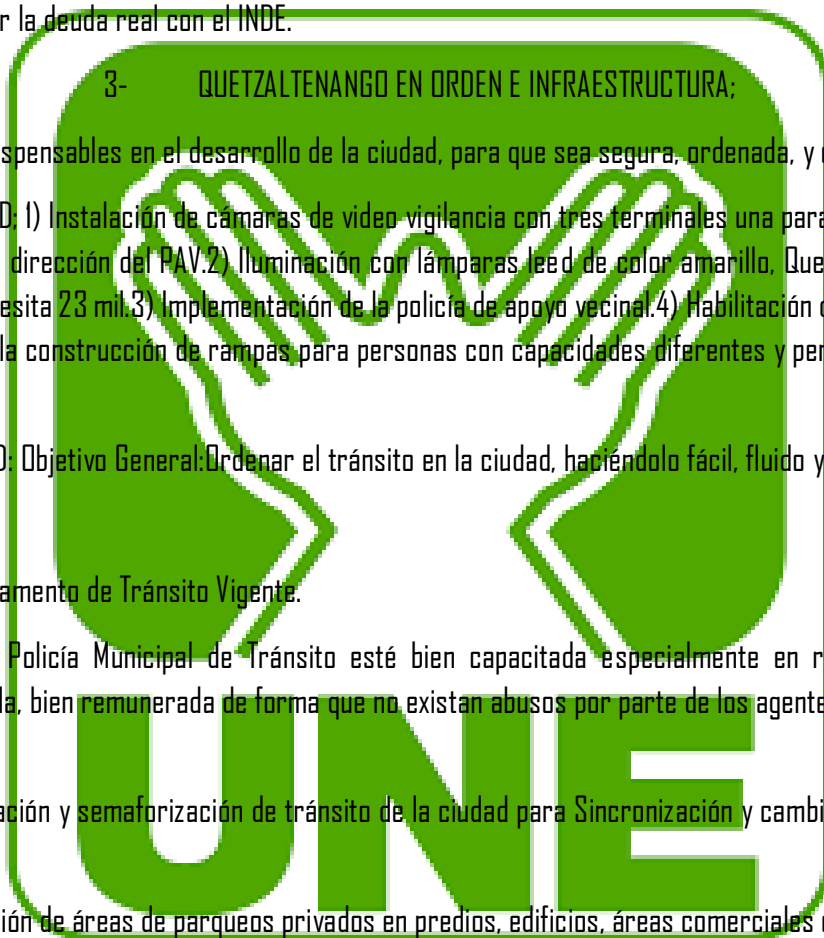 r la deuda real con el INDE.
3- QUETZALTENANGO EN ORDEN E INFRAESTRUCTURA;
spensables en el desarrollo de la ciudad, para que sea segura, ordenada, y
D; 1) Instalación de cámaras de video vigilancia con tres terminales una para
dirección del PAV.2) Iluminación con lámparas leed de color amarillo, Que
esita 23 mil.3) Implementación de la policía de apoyo vecinal.4) Habilitación
la construcción de rampas para personas con capacidades diferentes y per
D: Objetivo General:Ordenar el tránsito en la ciudad, haciéndolo fácil, fluido y
amento de Tránsito Vigente.
Policía Municipal de Tránsito esté bien capacitada especialmente en r
da, bien remunerada de forma que no existan abusos por parte de los agente
ación y semaforización de tránsito de la ciudad para Sincronización y cambi
ión de áreas de parqueos privados en predios, edificios, áreas comerciales
UNE